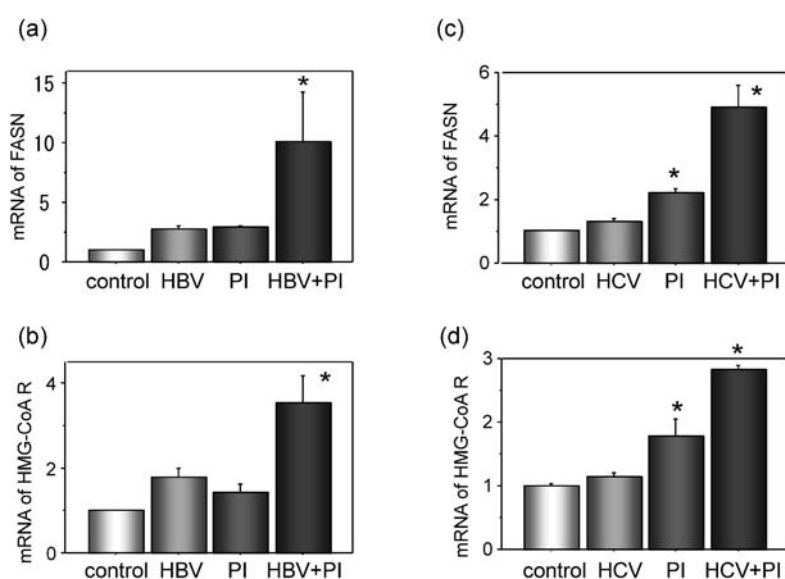 (a)
mRNA of FASN
15
10
5
0
*
control HBV PI HBV+PI
(c)
mRNA of FASN
6
4
2
0
*
*
control HCV PI HCV+PI
(b)
mRNA of HMG-CoA R
4
2
0
*
control HBV PI HBV+PI
(d)
mRNA of HMG-CoA R
3
2
1
0
*
*
control HCV PI HCV+PI